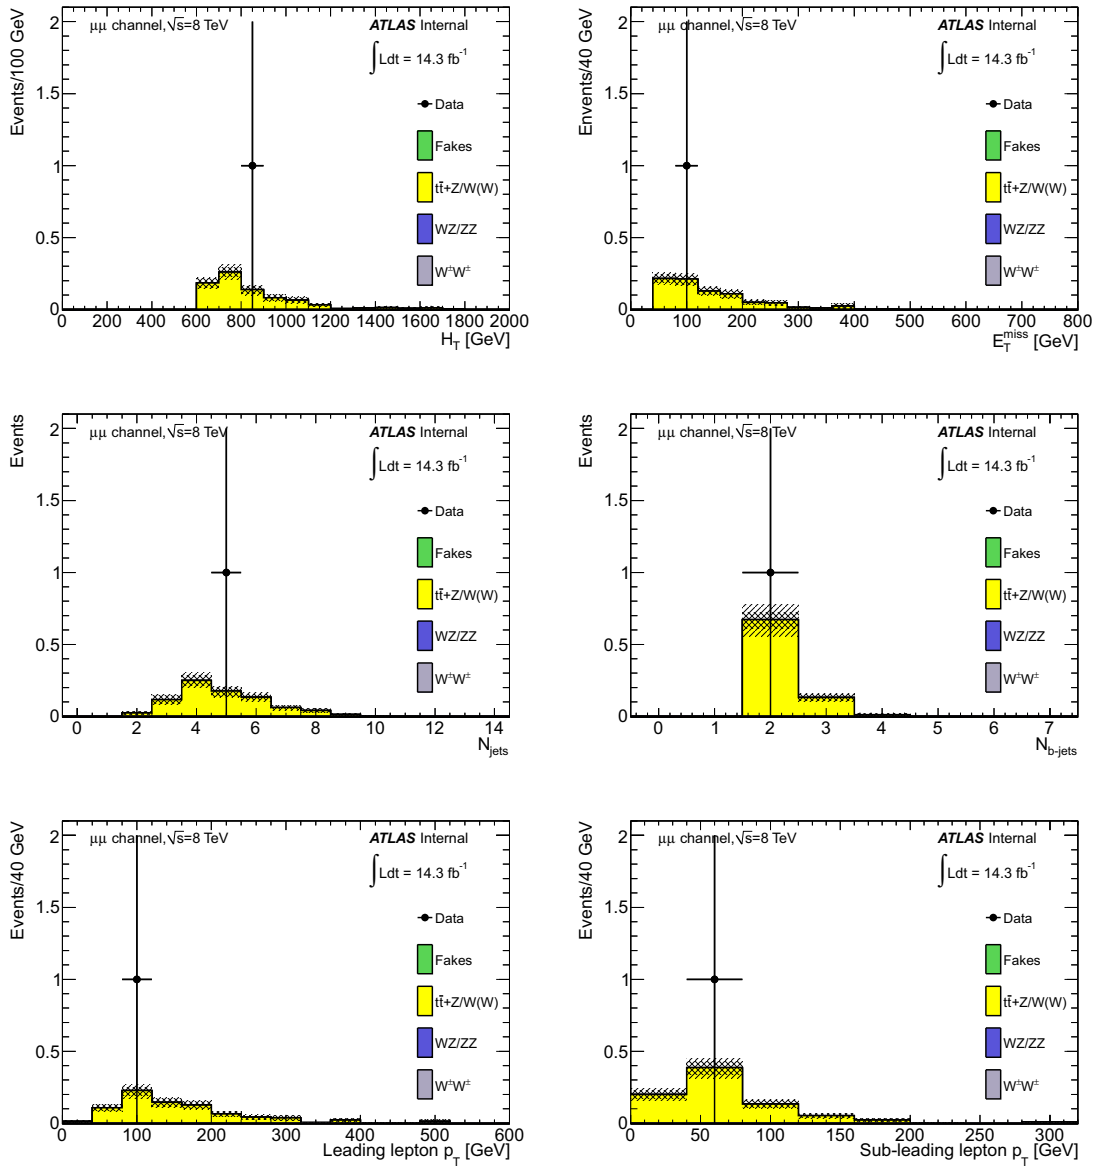 Events/100 GeV
2
1.5
1
0.5
0
μμ channel, √s=8 TeV
ATLAS Internal
∫ Ldt = 14.3 fb⁻¹
Data
Fakes
tt̄+Z/W(W)
WZ/ZZ
W±W±
0 200 400 600 800 1000 1200 1400 1600 1800 2000
H_T [GeV]
Envents/40 GeV
2
1.5
1
0.5
0
μμ channel, √s=8 TeV
ATLAS Internal
∫ Ldt = 14.3 fb⁻¹
Data
Fakes
tt̄+Z/W(W)
WZ/ZZ
W±W±
0 100 200 300 400 500 600 700 800
E_T^miss [GeV]
Events
2
1.5
1
0.5
0
μμ channel, √s=8 TeV
ATLAS Internal
∫ Ldt = 14.3 fb⁻¹
Data
Fakes
tt̄+Z/W(W)
WZ/ZZ
W±W±
0 2 4 6 8 10 12 14
N_jets
Events
2
1.5
1
0.5
0
μμ channel, √s=8 TeV
ATLAS Internal
∫ Ldt = 14.3 fb⁻¹
Data
Fakes
tt̄+Z/W(W)
WZ/ZZ
W±W±
0 1 2 3 4 5 6 7
N_b-jets
Events/40 GeV
2
1.5
1
0.5
0
μμ channel, √s=8 TeV
ATLAS Internal
∫ Ldt = 14.3 fb⁻¹
Data
Fakes
tt̄+Z/W(W)
WZ/ZZ
W±W±
0 100 200 300 400 500 600
Leading lepton p_T [GeV]
Events/40 GeV
2
1.5
1
0.5
0
μμ channel, √s=8 TeV
ATLAS Internal
∫ Ldt = 14.3 fb⁻¹
Data
Fakes
tt̄+Z/W(W)
WZ/ZZ
W±W±
0 50 100 150 200 250 300
Sub-leading lepton p_T [GeV]